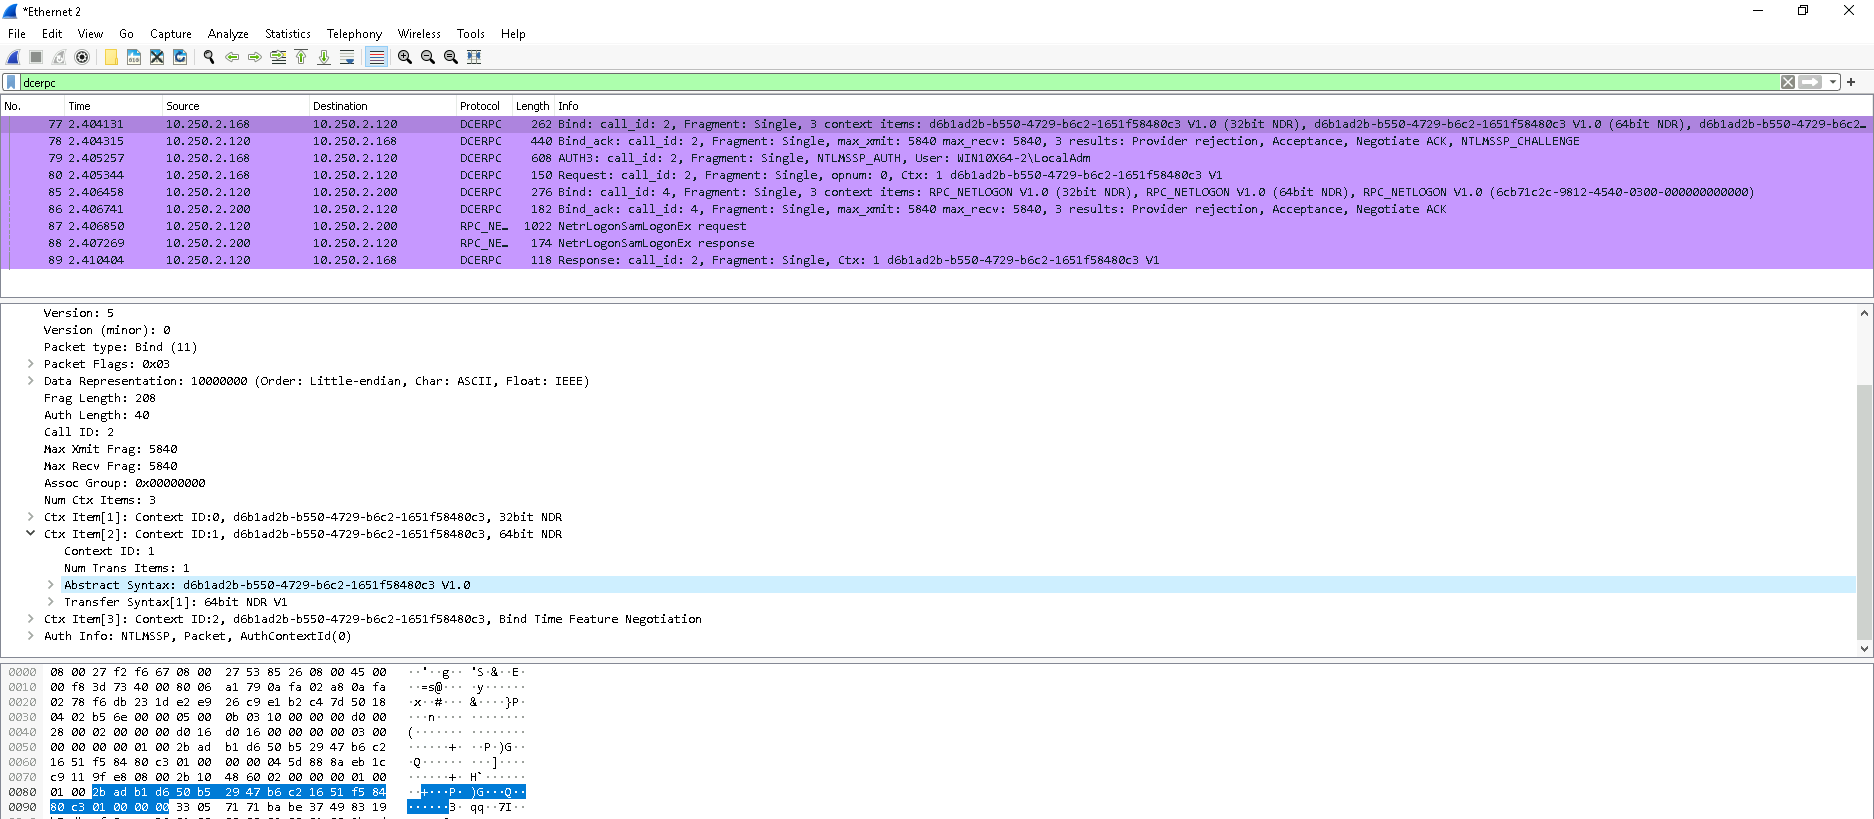 *Ethernet 2
File Edit View Go Capture Analyze Statistics Telephony Wireless Tools Help
dcerpc
No. Time Source Destination Protocol Length Info
77 2.404131 10.250.2.168 10.250.2.120 DCERPC 262 Bind: call_id: 2, Fragment: Single, 3 context items: d6b1ad2b-b550-4729-b6c2-1651f58480c3 V1.0 (32bit NDR), d6b1ad2b-b550-4729-b6c2-1651f58480c3 V1.0 (64bit NDR), d6b1ad2b-b550-4729-b6c2…
78 2.404315 10.250.2.120 10.250.2.168 DCERPC 440 Bind_ack: call_id: 2, Fragment: Single, max_xmit: 5840 max_recv: 5840, 3 results: Provider rejection, Acceptance, Negotiate ACK, NTLMSSP_CHALLENGE
79 2.405257 10.250.2.168 10.250.2.120 DCERPC 608 AUTH3: call_id: 2, Fragment: Single, NTLMSSP_AUTH, User: WIN10X64-2\LocalAdm
80 2.405344 10.250.2.168 10.250.2.120 DCERPC 150 Request: call_id: 2, Fragment: Single, opnum: 0, Ctx: 1 d6b1ad2b-b550-4729-b6c2-1651f58480c3 V1
85 2.406458 10.250.2.120 10.250.2.200 DCERPC 276 Bind: call_id: 4, Fragment: Single, 3 context items: RPC_NETLOGON V1.0 (32bit NDR), RPC_NETLOGON V1.0 (64bit NDR), RPC_NETLOGON V1.0 (6cb71c2c-9812-4540-0300-000000000000)
86 2.406741 10.250.2.200 10.250.2.120 DCERPC 182 Bind_ack: call_id: 4, Fragment: Single, max_xmit: 5840 max_recv: 5840, 3 results: Provider rejection, Acceptance, Negotiate ACK
87 2.406850 10.250.2.120 10.250.2.200 RPC_NE… 1022 NetrLogonSamLogonEx request
88 2.407269 10.250.2.200 10.250.2.120 RPC_NE… 174 NetrLogonSamLogonEx response
89 2.410404 10.250.2.120 10.250.2.168 DCERPC 118 Response: call_id: 2, Fragment: Single, Ctx: 1 d6b1ad2b-b550-4729-b6c2-1651f58480c3 V1
Version: 5
Version (minor): 0
Packet type: Bind (11)
Packet Flags: 0x03
Data Representation: 10000000 (Order: Little-endian, Char: ASCII, Float: IEEE)
Frag Length: 208
Auth Length: 40
Call ID: 2
Max Xmit Frag: 5840
Max Recv Frag: 5840
Assoc Group: 0x00000000
Num Ctx Items: 3
Ctx Item[1]: Context ID:0, d6b1ad2b-b550-4729-b6c2-1651f58480c3, 32bit NDR
Ctx Item[2]: Context ID:1, d6b1ad2b-b550-4729-b6c2-1651f58480c3, 64bit NDR
Context ID: 1
Num Trans Items: 1
Abstract Syntax: d6b1ad2b-b550-4729-b6c2-1651f58480c3 V1.0
Transfer Syntax[1]: 64bit NDR V1
Ctx Item[3]: Context ID:2, d6b1ad2b-b550-4729-b6c2-1651f58480c3, Bind Time Feature Negotiation
Auth Info: NTLMSSP, Packet, AuthContextId(0)
0000 08 00 27 f2 f6 67 08 00 27 53 85 26 08 00 45 00 ··'··g·· 'S·&··E·
0010 00 f8 3d 73 40 00 80 06 a1 79 0a fa 02 a8 0a fa ··=s@··· ·y······
0020 02 78 f6 db 23 1d e2 e9 26 c9 e1 b2 c4 7d 50 18 ·x··#··· &····}P·
0030 04 02 b5 6e 00 00 05 00 0b 03 10 00 00 00 d0 00 ···n···· ········
0040 28 00 02 00 00 00 d0 16 d0 16 00 00 00 00 03 00 (······· ········
0050 00 00 00 00 01 00 2b ad b1 d6 50 b5 29 47 b6 c2 ······+· ··P·)G··
0060 16 51 f5 84 80 c3 01 00 00 00 04 5d 88 8a eb 1c ·Q······ ···]····
0070 c9 11 9f e8 08 00 2b 10 48 60 02 00 00 00 01 00 ······+· H`······
0080 01 00 2b ad b1 d6 50 b5 29 47 b6 c2 16 51 f5 84 ··+···P· )G···Q··
0090 80 c3 01 00 00 00 33 05 71 71 ba be 37 49 83 19 ······3· qq··7I··